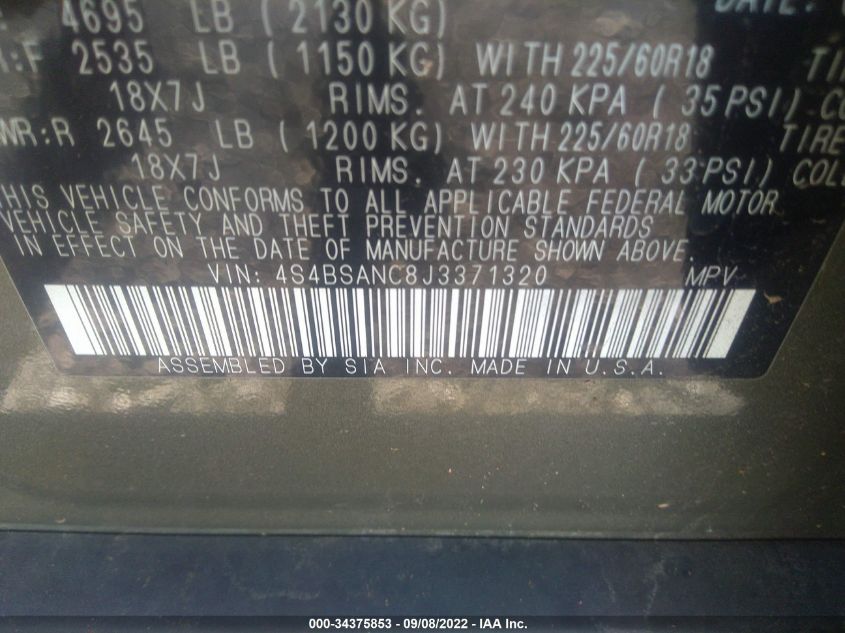 DATE:
4695 LB ( 2130 KG)
:F 2535 LB ( 1150 KG) WITH 225/60R18
18X7J RIMS. AT 240 KPA ( 35 PSI)
WR:R 2645 LB ( 1200 KG) WITH 225/60R18 TIRE
18X7J RIMS. AT 230 KPA ( 33 PSI) COL
THIS VEHICLE CONFORMS TO ALL APPLICABLE FEDERAL MOTOR
VEHICLE SAFETY AND THEFT PREVENTION STANDARDS
IN EFFECT ON THE DATE OF MANUFACTURE SHOWN ABOVE.
VIN: 4S4BSANC8J3371320 MPV
ASSEMBLED BY SIA INC. MADE IN U.S.A.
000-34375853 - 09/08/2022 - IAA Inc.